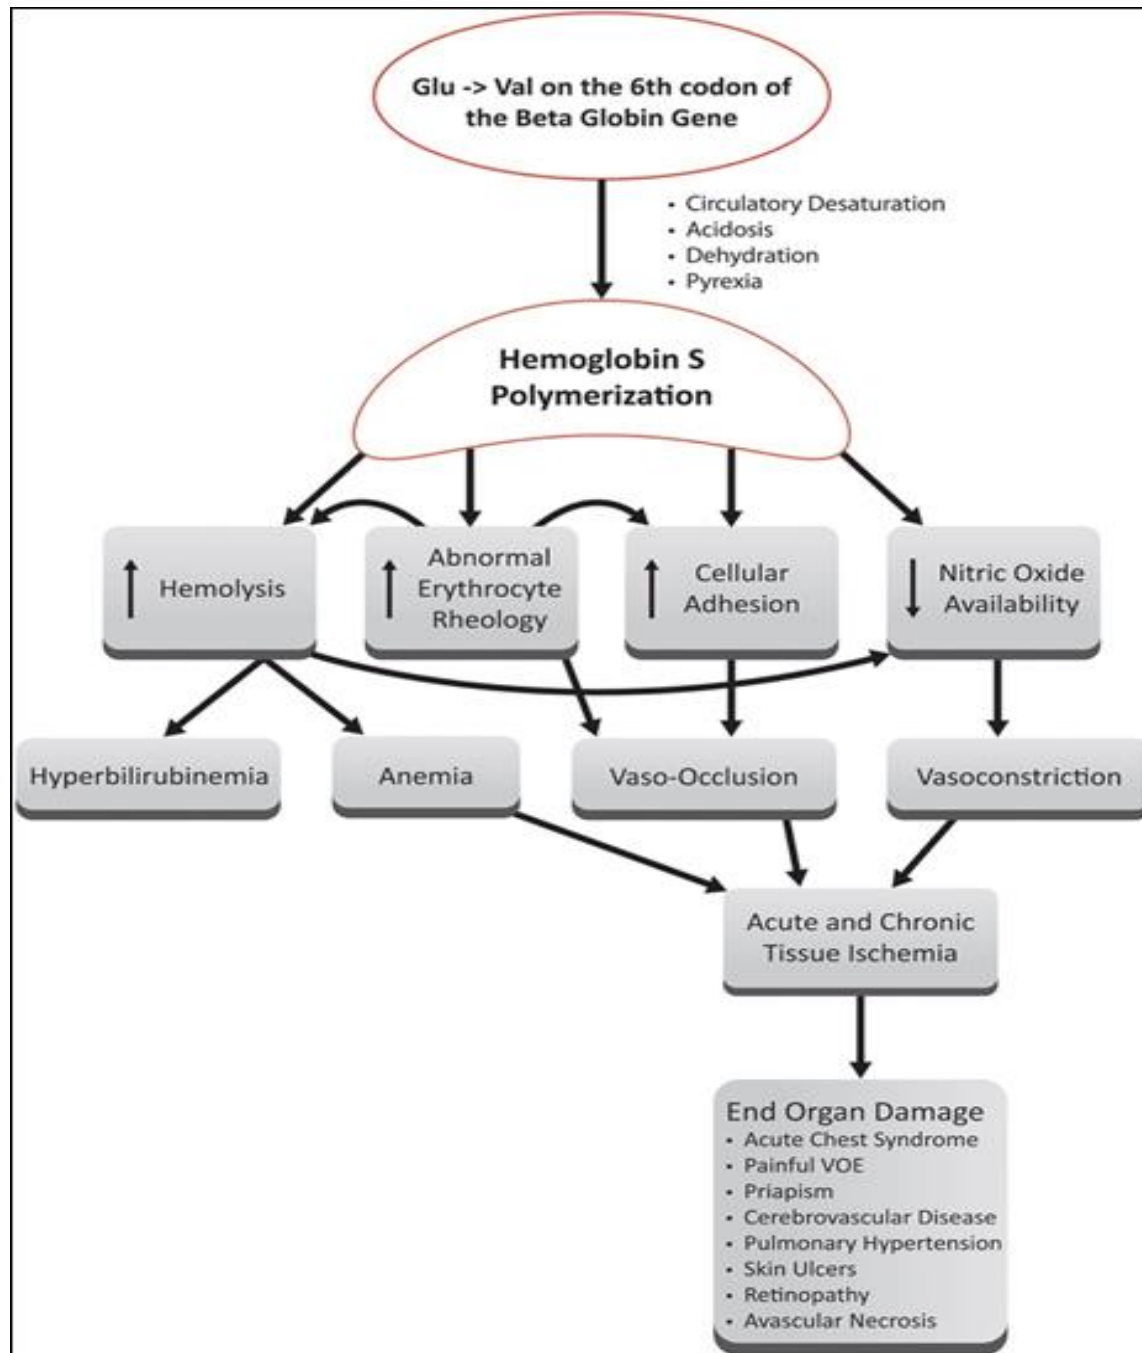 Glu -> Val on the 6th codon of
the Beta Globin Gene
• Circulatory Desaturation
• Acidosis
• Dehydration
• Pyrexia
Hemoglobin S
Polymerization
Hemolysis
Abnormal
Erythrocyte
Rheology
Cellular
Adhesion
Nitric Oxide
Availability
Hyperbilirubinemia
Anemia
Vaso-Occlusion
Vasoconstriction
Acute and Chronic
Tissue Ischemia
End Organ Damage
• Acute Chest Syndrome
• Painful VOE
• Priapism
• Cerebrovascular Disease
• Pulmonary Hypertension
• Skin Ulcers
• Retinopathy
• Avascular Necrosis